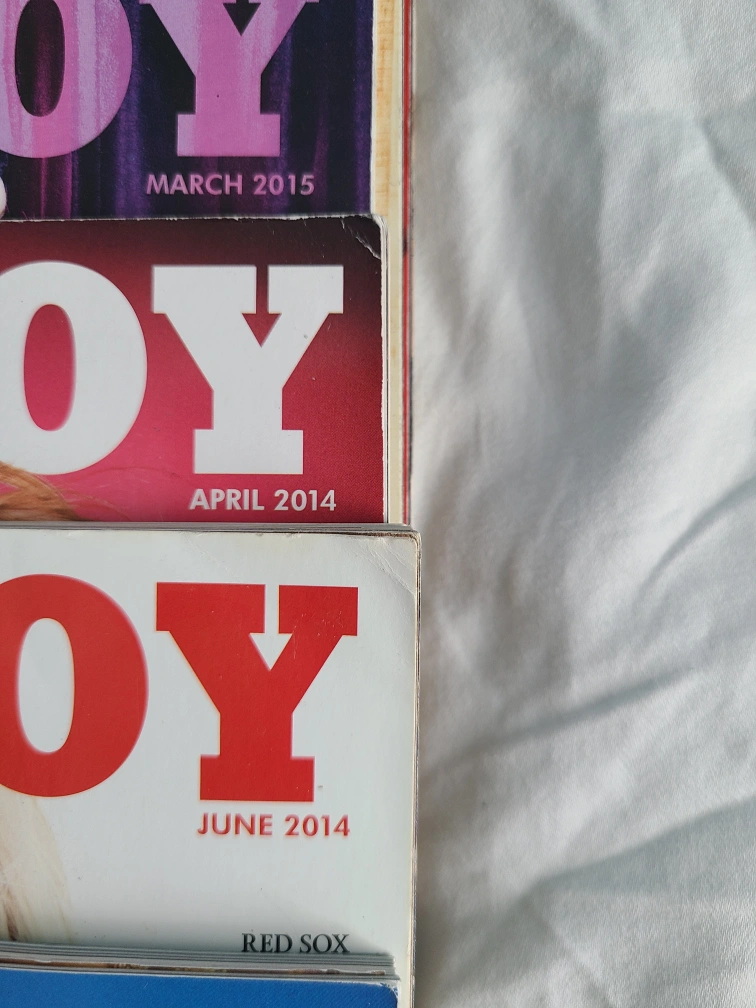 OY
MARCH 2015
OY
APRIL 2014
OY
JUNE 2014
RED SOX